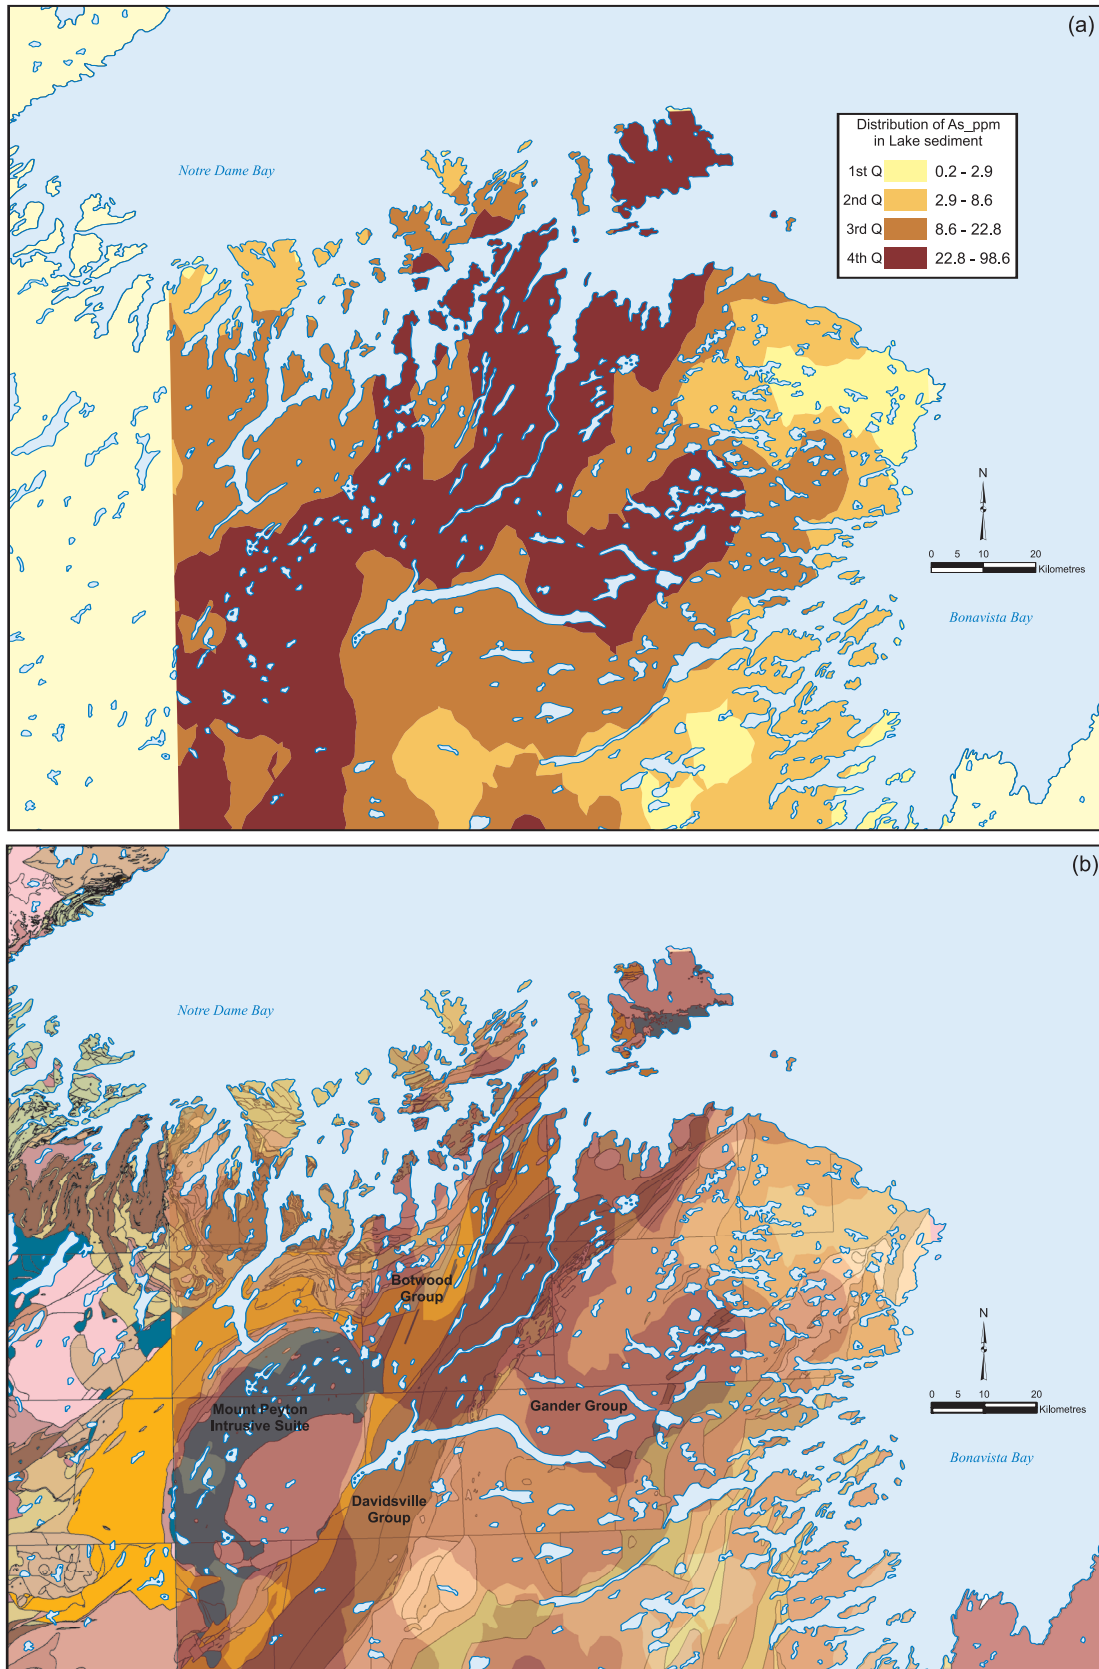 (a)
Distribution of As_ppm
in Lake sediment
1st Q 0.2 - 2.9
2nd Q 2.9 - 8.6
3rd Q 8.6 - 22.8
4th Q 22.8 - 98.6
Notre Dame Bay
N
0 5 10 20
Kilometres
Bonavista Bay
(b)
Notre Dame Bay
Botwood
Group
N
0 5 10 20
Kilometres
Mount Peyton
Intrusive Suite
Gander Group
Bonavista Bay
Davidsville
Group